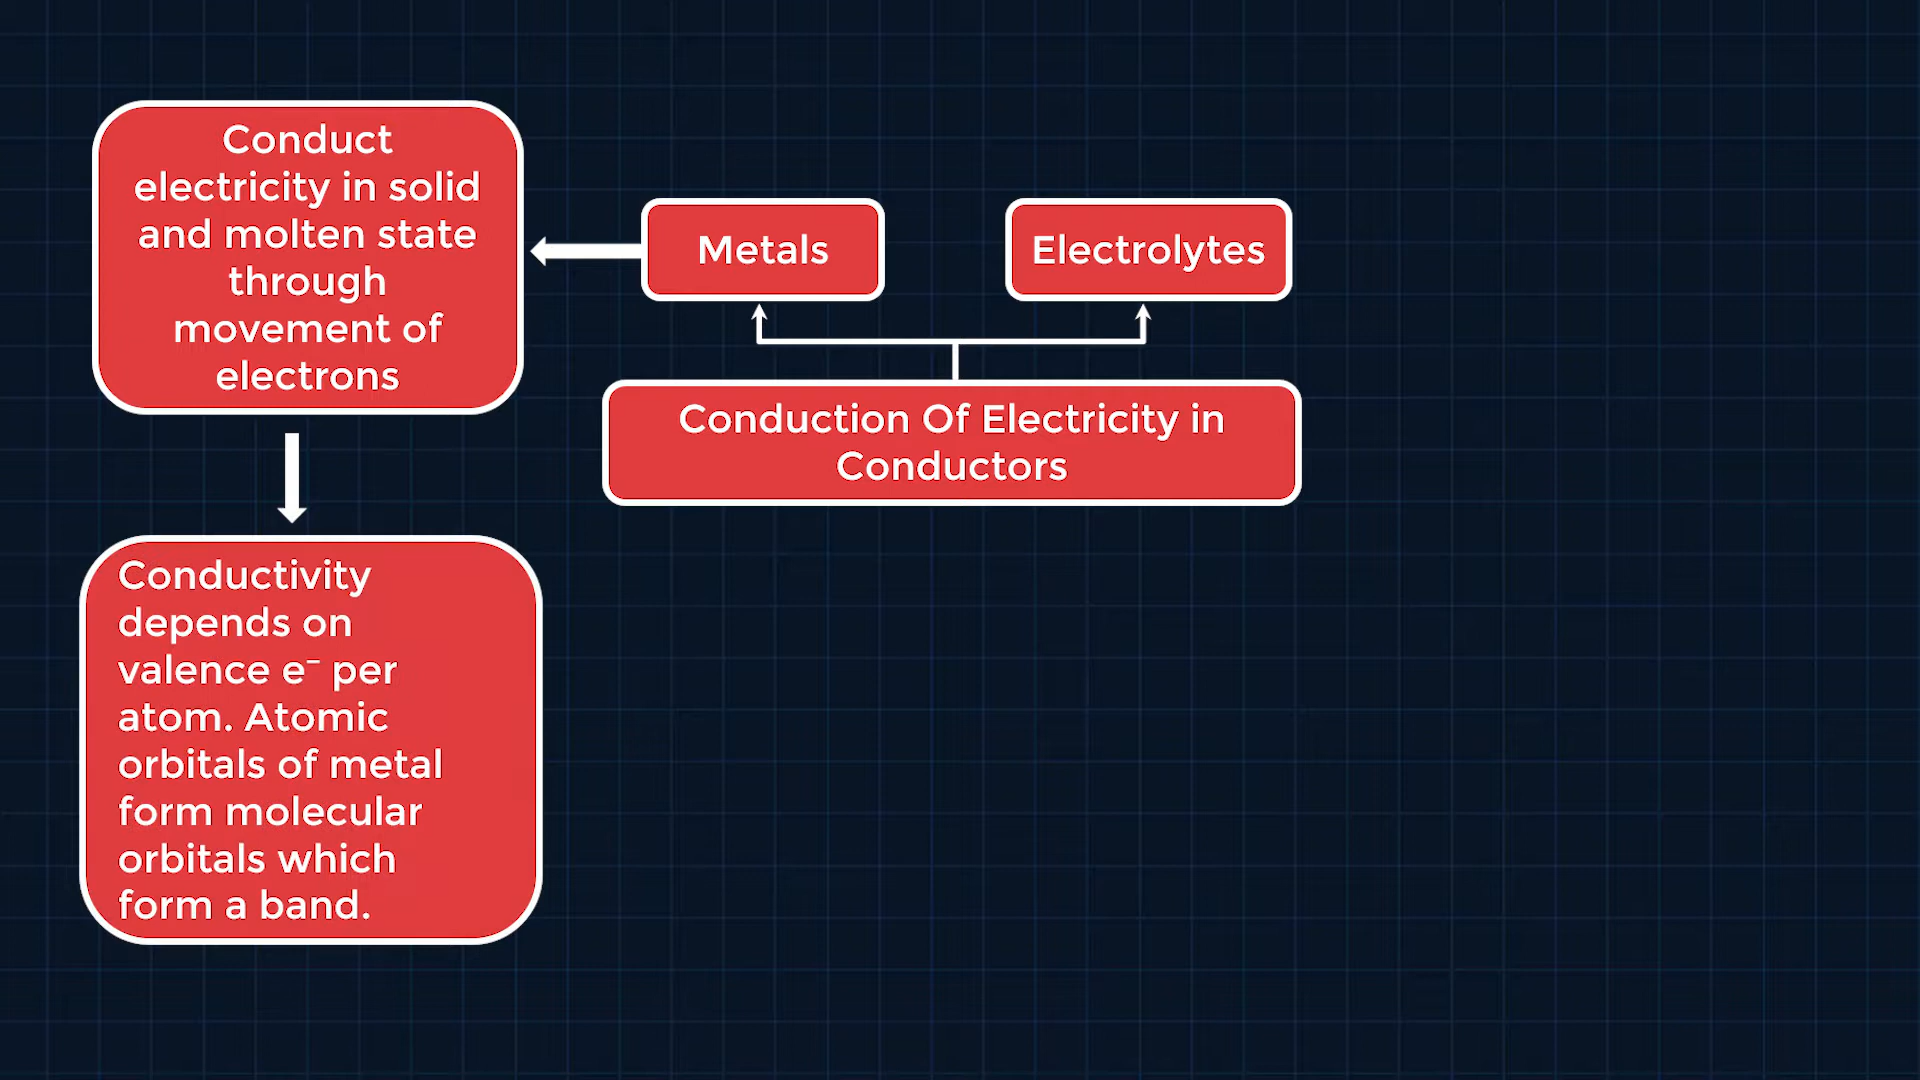 Conduct
electricity in solid
and molten state
through
movement of
electrons
Metals
Electrolytes
Conduction Of Electricity in
Conductors
Conductivity
depends on
valence e⁻ per
atom. Atomic
orbitals of metal
form molecular
orbitals which
form a band.